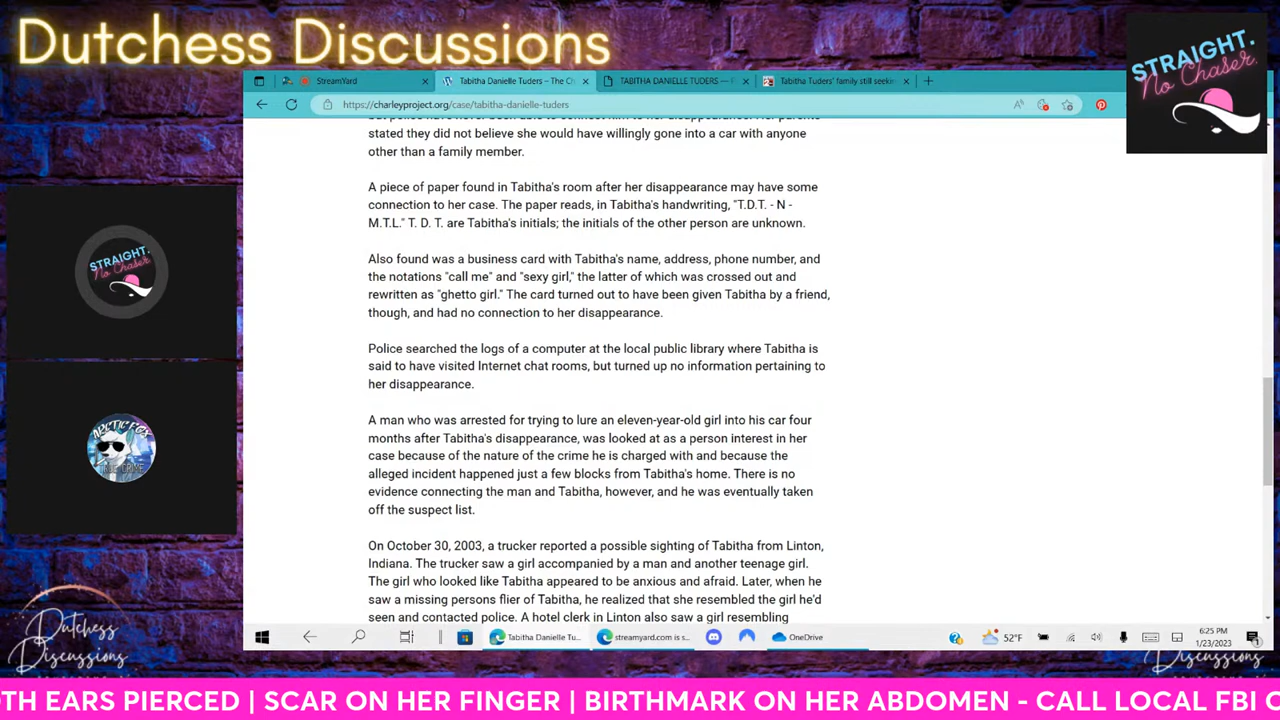 Dutchess Discussions
STRAIGHT.
No Chaser.
StreamYard
Tabitha Danielle Tuders – The C
TABITHA DANIELLE TUDERS — F
Tabitha Tuders' family still seekin
https://charleyproject.org/case/tabitha-danielle-tuders
stated they did not believe she would have willingly gone into a car with anyone
other than a family member.
A piece of paper found in Tabitha's room after her disappearance may have some
connection to her case. The paper reads, in Tabitha's handwriting, "T.D.T. - N -
M.T.L." T. D. T. are Tabitha's initials; the initials of the other person are unknown.
Also found was a business card with Tabitha's name, address, phone number, and
the notations "call me" and "sexy girl," the latter of which was crossed out and
rewritten as "ghetto girl." The card turned out to have been given Tabitha by a friend,
though, and had no connection to her disappearance.
Police searched the logs of a computer at the local public library where Tabitha is
said to have visited Internet chat rooms, but turned up no information pertaining to
her disappearance.
A man who was arrested for trying to lure an eleven-year-old girl into his car four
months after Tabitha's disappearance, was looked at as a person interest in her
case because of the nature of the crime he is charged with and because the
alleged incident happened just a few blocks from Tabitha's home. There is no
evidence connecting the man and Tabitha, however, and he was eventually taken
off the suspect list.
On October 30, 2003, a trucker reported a possible sighting of Tabitha from Linton,
Indiana. The trucker saw a girl accompanied by a man and another teenage girl.
The girl who looked like Tabitha appeared to be anxious and afraid. Later, when he
saw a missing persons flier of Tabitha, he realized that she resembled the girl he'd
seen and contacted police. A hotel clerk in Linton also saw a girl resembling
STRAIGHT.
No Chaser.
ARCTIC FOX
TRUE CRIME
Tabitha Danielle Tu...
streamyard.com is s...
OneDrive
52°F
6:25 PM
1/23/2023
Dutchess
Discussions
Discussions
OTH EARS PIERCED | SCAR ON HER FINGER | BIRTHMARK ON HER ABDOMEN - CALL LOCAL FBI O